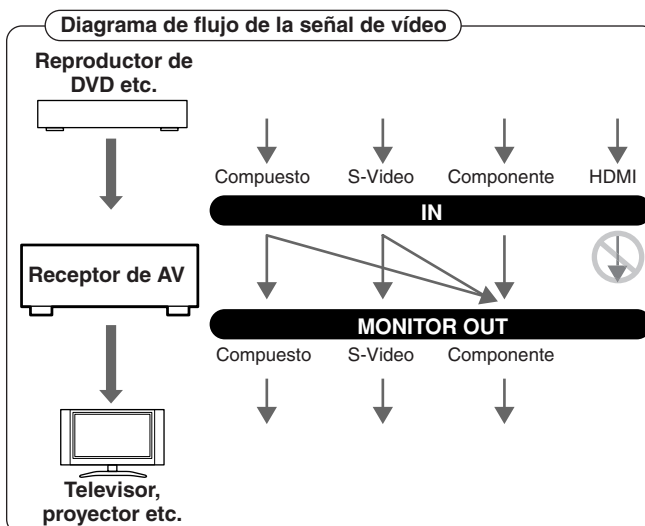 Diagrama de flujo de la señal de vídeo
Reproductor de
DVD etc.
Compuesto S-Video Componente HDMI
IN
Receptor de AV
MONITOR OUT
Compuesto S-Video Componente
Televisor,
proyector etc.